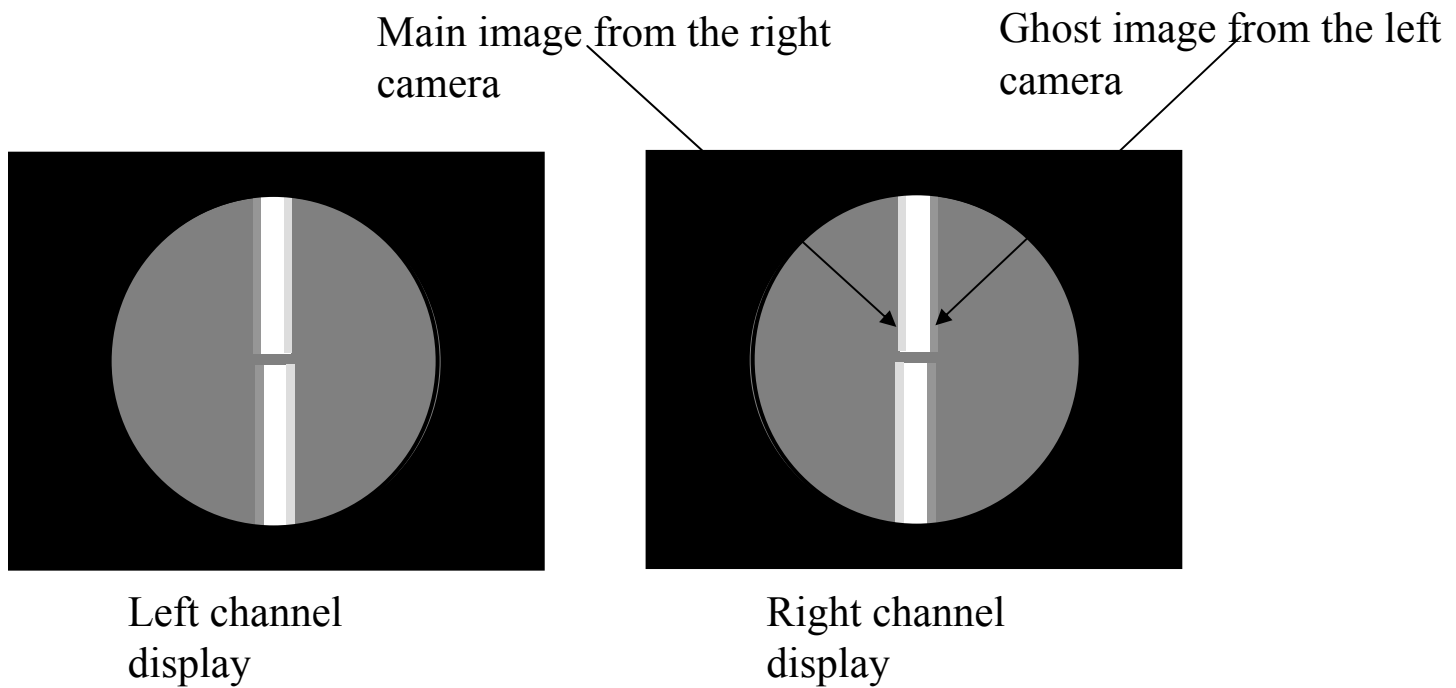 Main image from the right
camera
Ghost image from the left
camera
Left channel
display
Right channel
display